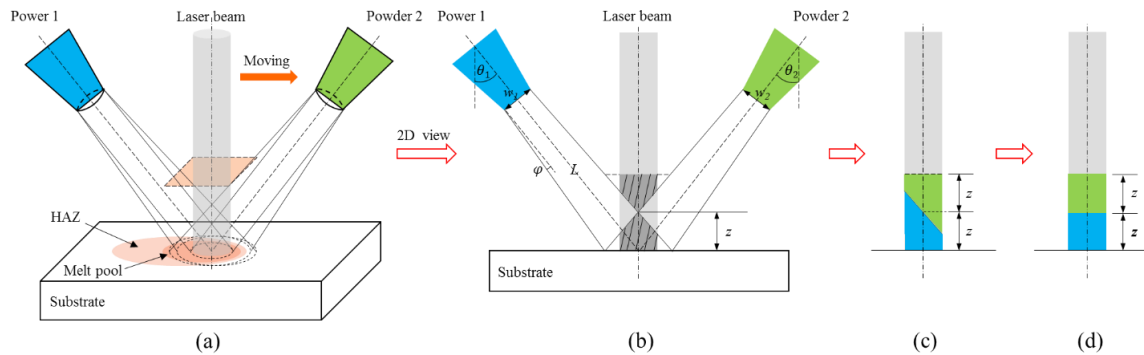 Power 1
Laser beam
Powder 2
Moving
HAZ
Melt pool
Substrate
(a)
2D view
Power 1
Laser beam
Powder 2
θ₁
θ₂
w₁
w₂
φ
L
z
Substrate
(b)
z
z
(c)
z
z
(d)